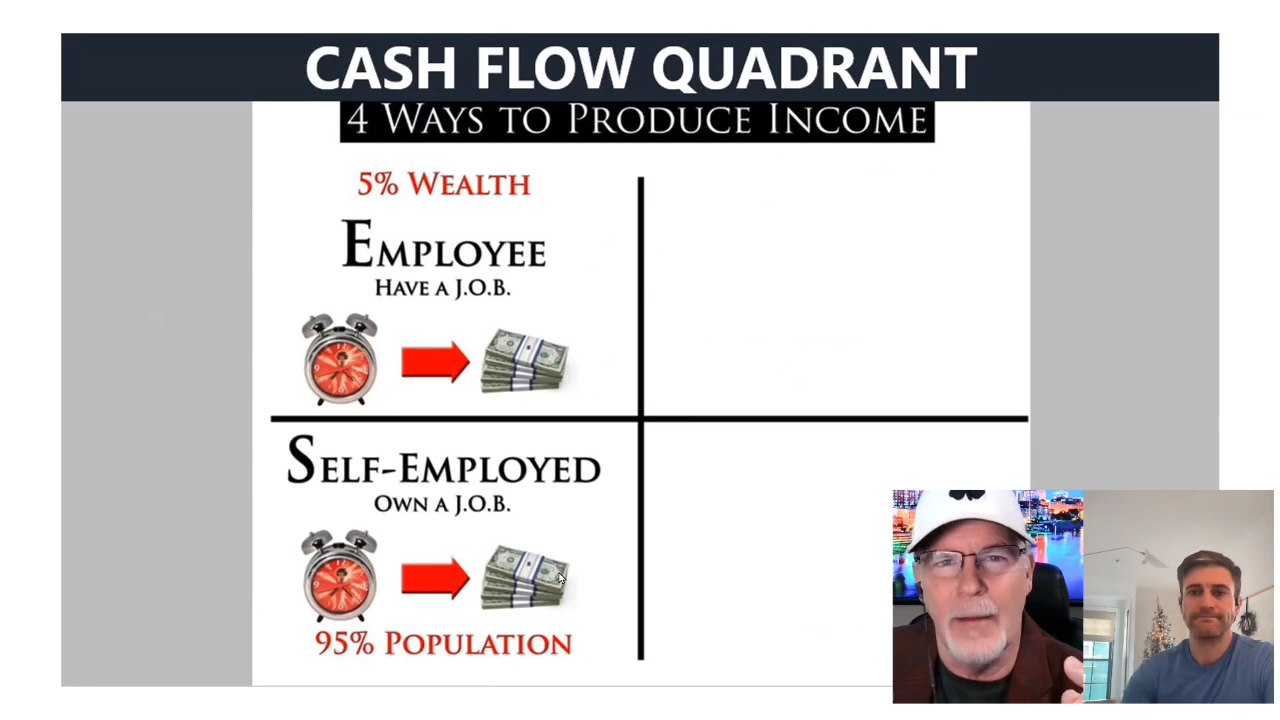 CASH FLOW QUADRANT
4 WAYS TO PRODUCE INCOME
5% WEALTH
EMPLOYEE
HAVE A J.O.B.
SELF-EMPLOYED
OWN A J.O.B.
95% POPULATION